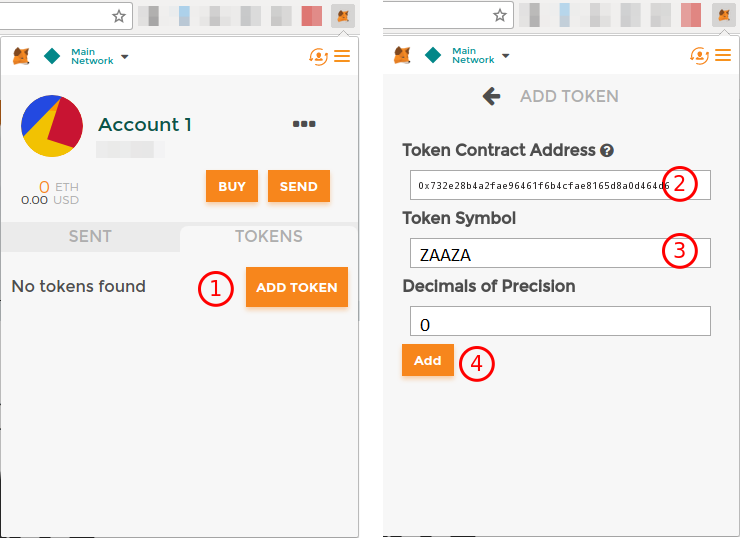 Main
Network
Account 1
0 ETH
0.00 USD
BUY
SEND
SENT
TOKENS
No tokens found
1
ADD TOKEN
Main
Network
ADD TOKEN
Token Contract Address ?
0x732e28b4a2fae96461f6b4cfae8165d8a0d464d6
2
Token Symbol
ZAAZA
3
Decimals of Precision
0
Add
4